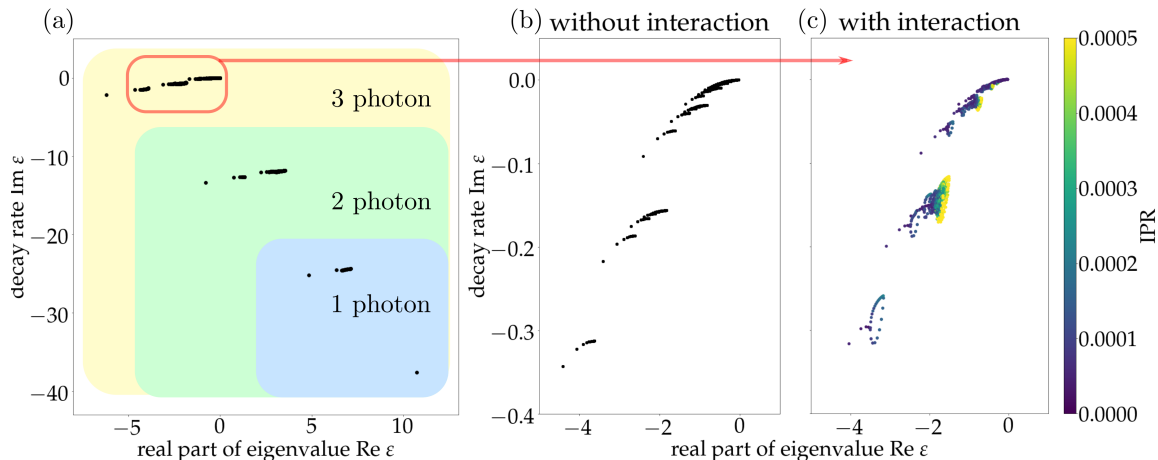 (a)
decay rate Im ε
0
−10
−20
−30
−40
3 photon
2 photon
1 photon
−5
0
5
10
real part of eigenvalue Re ε
(b) without interaction
decay rate Im ε
0.0
−0.1
−0.2
−0.3
−0.4
−4
−2
0
(c) with interaction
−4
−2
0
real part of eigenvalue Re ε
0.0005
0.0004
0.0003
0.0002
0.0001
0.0000
IPR